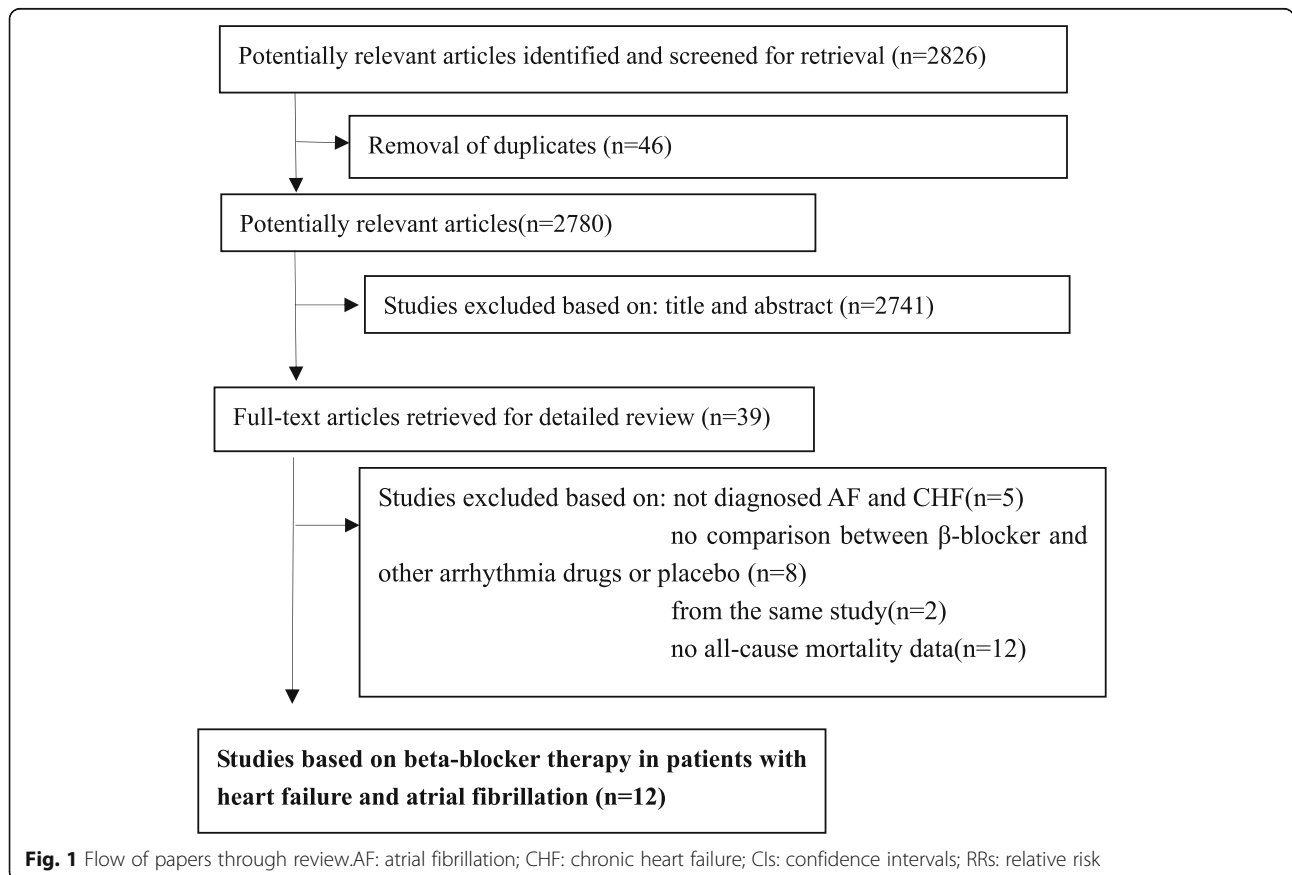 Potentially relevant articles identified and screened for retrieval (n=2826)
Removal of duplicates (n=46)
Potentially relevant articles(n=2780)
Studies excluded based on: title and abstract (n=2741)
Full-text articles retrieved for detailed review (n=39)
Studies excluded based on: not diagnosed AF and CHF(n=5)
no comparison between β-blocker and
other arrhythmia drugs or placebo (n=8)
from the same study(n=2)
no all-cause mortality data(n=12)
Studies based on beta-blocker therapy in patients with
heart failure and atrial fibrillation (n=12)
Fig. 1 Flow of papers through review.AF: atrial fibrillation; CHF: chronic heart failure; CIs: confidence intervals; RRs: relative risk